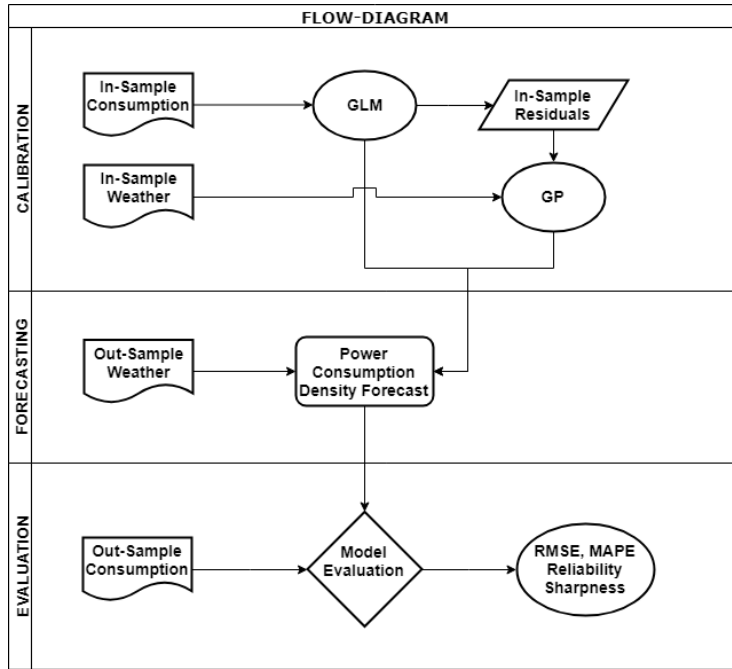 FLOW-DIAGRAM
CALIBRATION
In-Sample
Consumption
GLM
In-Sample
Residuals
In-Sample
Weather
GP
FORECASTING
Out-Sample
Weather
Power
Consumption
Density Forecast
EVALUATION
Out-Sample
Consumption
Model
Evaluation
RMSE, MAPE
Reliability
Sharpness